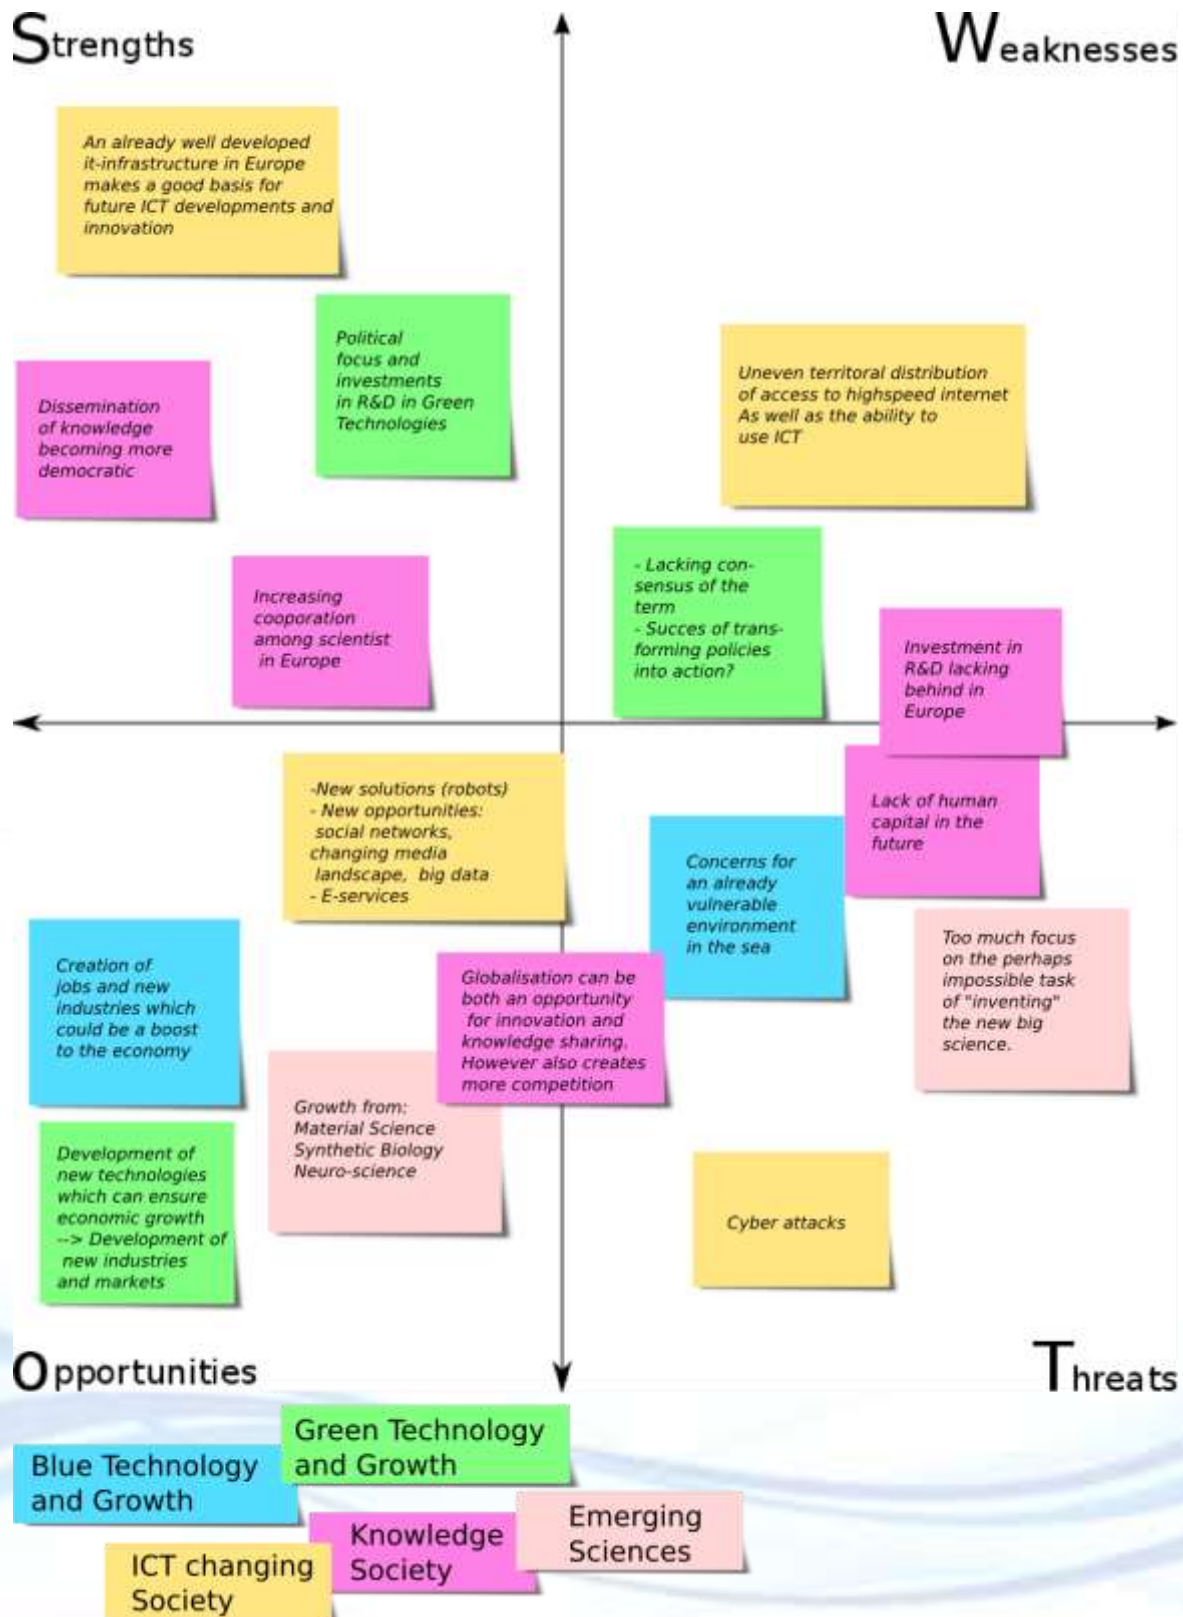 Strengths
Weaknesses
An already well developed
it-infrastructure in Europe
makes a good basis for
future ICT developments and
innovation
Political
focus and
investments
in R&D in Green
Technologies
Dissemination
of knowledge
becoming more
democratic
Increasing
cooporation
among scientist
in Europe
Uneven territoral distribution
of access to highspeed internet
As well as the ability to
use ICT
- Lacking con-
sensus of the
term
- Succes of trans-
forming policies
into action?
Investment in
R&D lacking
behind in
Europe
-New solutions (robots)
- New opportunities:
social networks,
changing media
landscape, big data
- E-services
Creation of
jobs and new
industries which
could be a boost
to the economy
Globalisation can be
both an opportunity
for innovation and
knowledge sharing.
However also creates
more competition
Growth from:
Material Science
Synthetic Biology
Neuro-science
Development of
new technologies
which can ensure
economic growth
--> Development of
new industries
and markets
Lack of human
capital in the
future
Concerns for
an already
vulnerable
environment
in the sea
Too much focus
on the perhaps
impossible task
of "inventing"
the new big
science.
Cyber attacks
Opportunities
Threats
Green Technology
and Growth
Blue Technology
and Growth
Emerging
Sciences
Knowledge
Society
ICT changing
Society